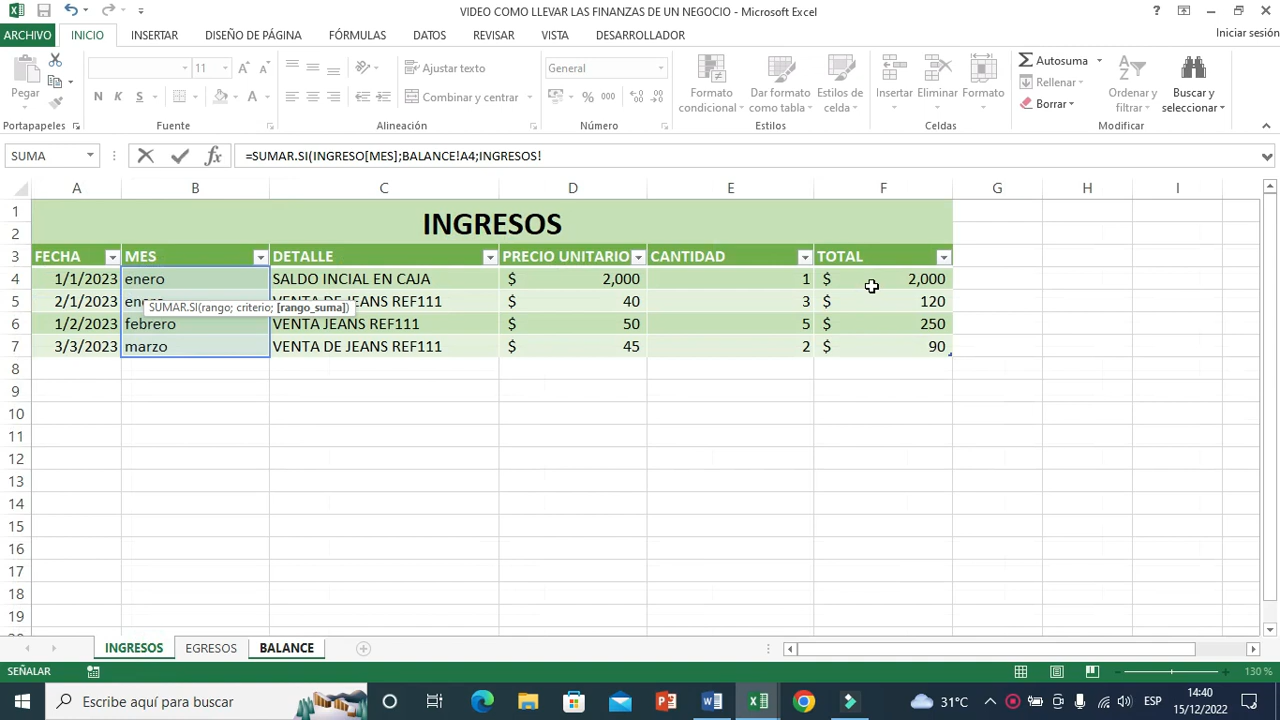 VIDEO COMO LLEVAR LAS FINANZAS DE UN NEGOCIO - Microsoft Excel
ARCHIVO INICIO INSERTAR DISEÑO DE PÁGINA FÓRMULAS DATOS REVISAR VISTA DESARROLLADOR Iniciar sesión
Pegar
N K S
11
Ajustar texto
Combinar y centrar
General
% 000
Formato condicional
Dar formato como tabla
Estilos de celda
Insertar Eliminar Formato
Autosuma
Rellenar
Borrar
Ordenar y filtrar
Buscar y seleccionar
Portapapeles Fuente Alineación Número Estilos Celdas Modificar
SUMA =SUMAR.SI(INGRESO[MES];BALANCE!A4;INGRESOS!
A B C D E F G H I
1
INGRESOS
2
3 FECHA MES DETALLE PRECIO UNITARIO CANTIDAD TOTAL
4 1/1/2023 enero SALDO INCIAL EN CAJA $ 2,000 1 $ 2,000
5 2/1/2023 VENTA DE JEANS REF111 $ 40 3 $ 120
SUMAR.SI(rango; criterio; [rango_suma])
6 1/2/2023 febrero VENTA JEANS REF111 $ 50 5 $ 250
7 3/3/2023 marzo VENTA DE JEANS REF111 $ 45 2 $ 90
8
9
10
11
12
13
14
15
16
17
18
19
INGRESOS EGRESOS BALANCE
SEÑALAR 130 %
Escribe aquí para buscar 31°C ESP 14:40
15/12/2022